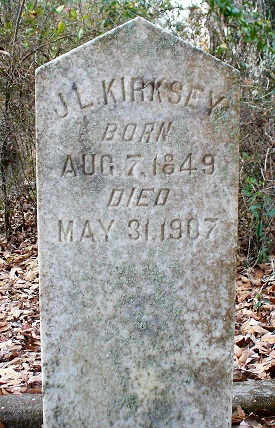 J.L. KIRKSEY
BORN
AUG 7. 1849
DIED
MAY 31. 1907